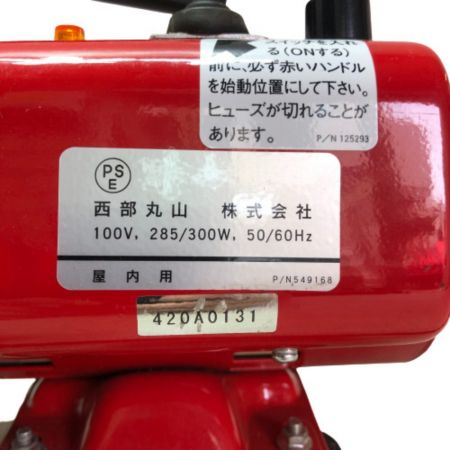 スイッチを入れ
る(ONする)
前に、必ず赤いハンドル
を始動位置にして下さい。
ヒューズが切れることが
あります。
P/N 125293
PS
E
西部丸山 株式会社
100V, 285/300W, 50/60Hz
屋内用
P/N549168
420A0131